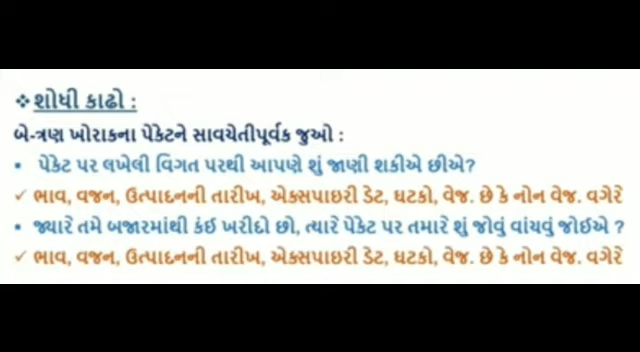 ❖ શોધી કાઢો :
બે-ત્રણ ખોરાકના પેકેટને સાવચેતીપૂર્વક જુઓ :
▪ પેકેટ પર લખેલી વિગત પરથી આપણે શું જાણી શકીએ છીએ?
✓ ભાવ, વજન, ઉત્પાદનની તારીખ, એક્સપાઇરી ડેટ, ઘટકો, વેજ. છે કે નોન વેજ. વગેરે
▪ જ્યારે તમે બજારમાંથી કંઈ ખરીદો છો, ત્યારે પેકેટ પર તમારે શું જોવું વાંચવું જોઈએ ?
✓ ભાવ, વજન, ઉત્પાદનની તારીખ, એક્સપાઇરી ડેટ, ઘટકો, વેજ. છે કે નોન વેજ. વગેરે